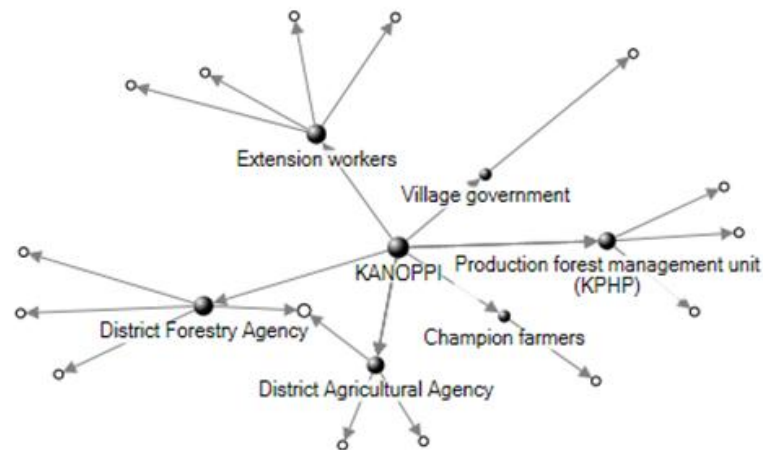 Extension workers
Village government
KANOPPI
Production forest management unit
(KPHP)
District Forestry Agency
Champion farmers
District Agricultural Agency